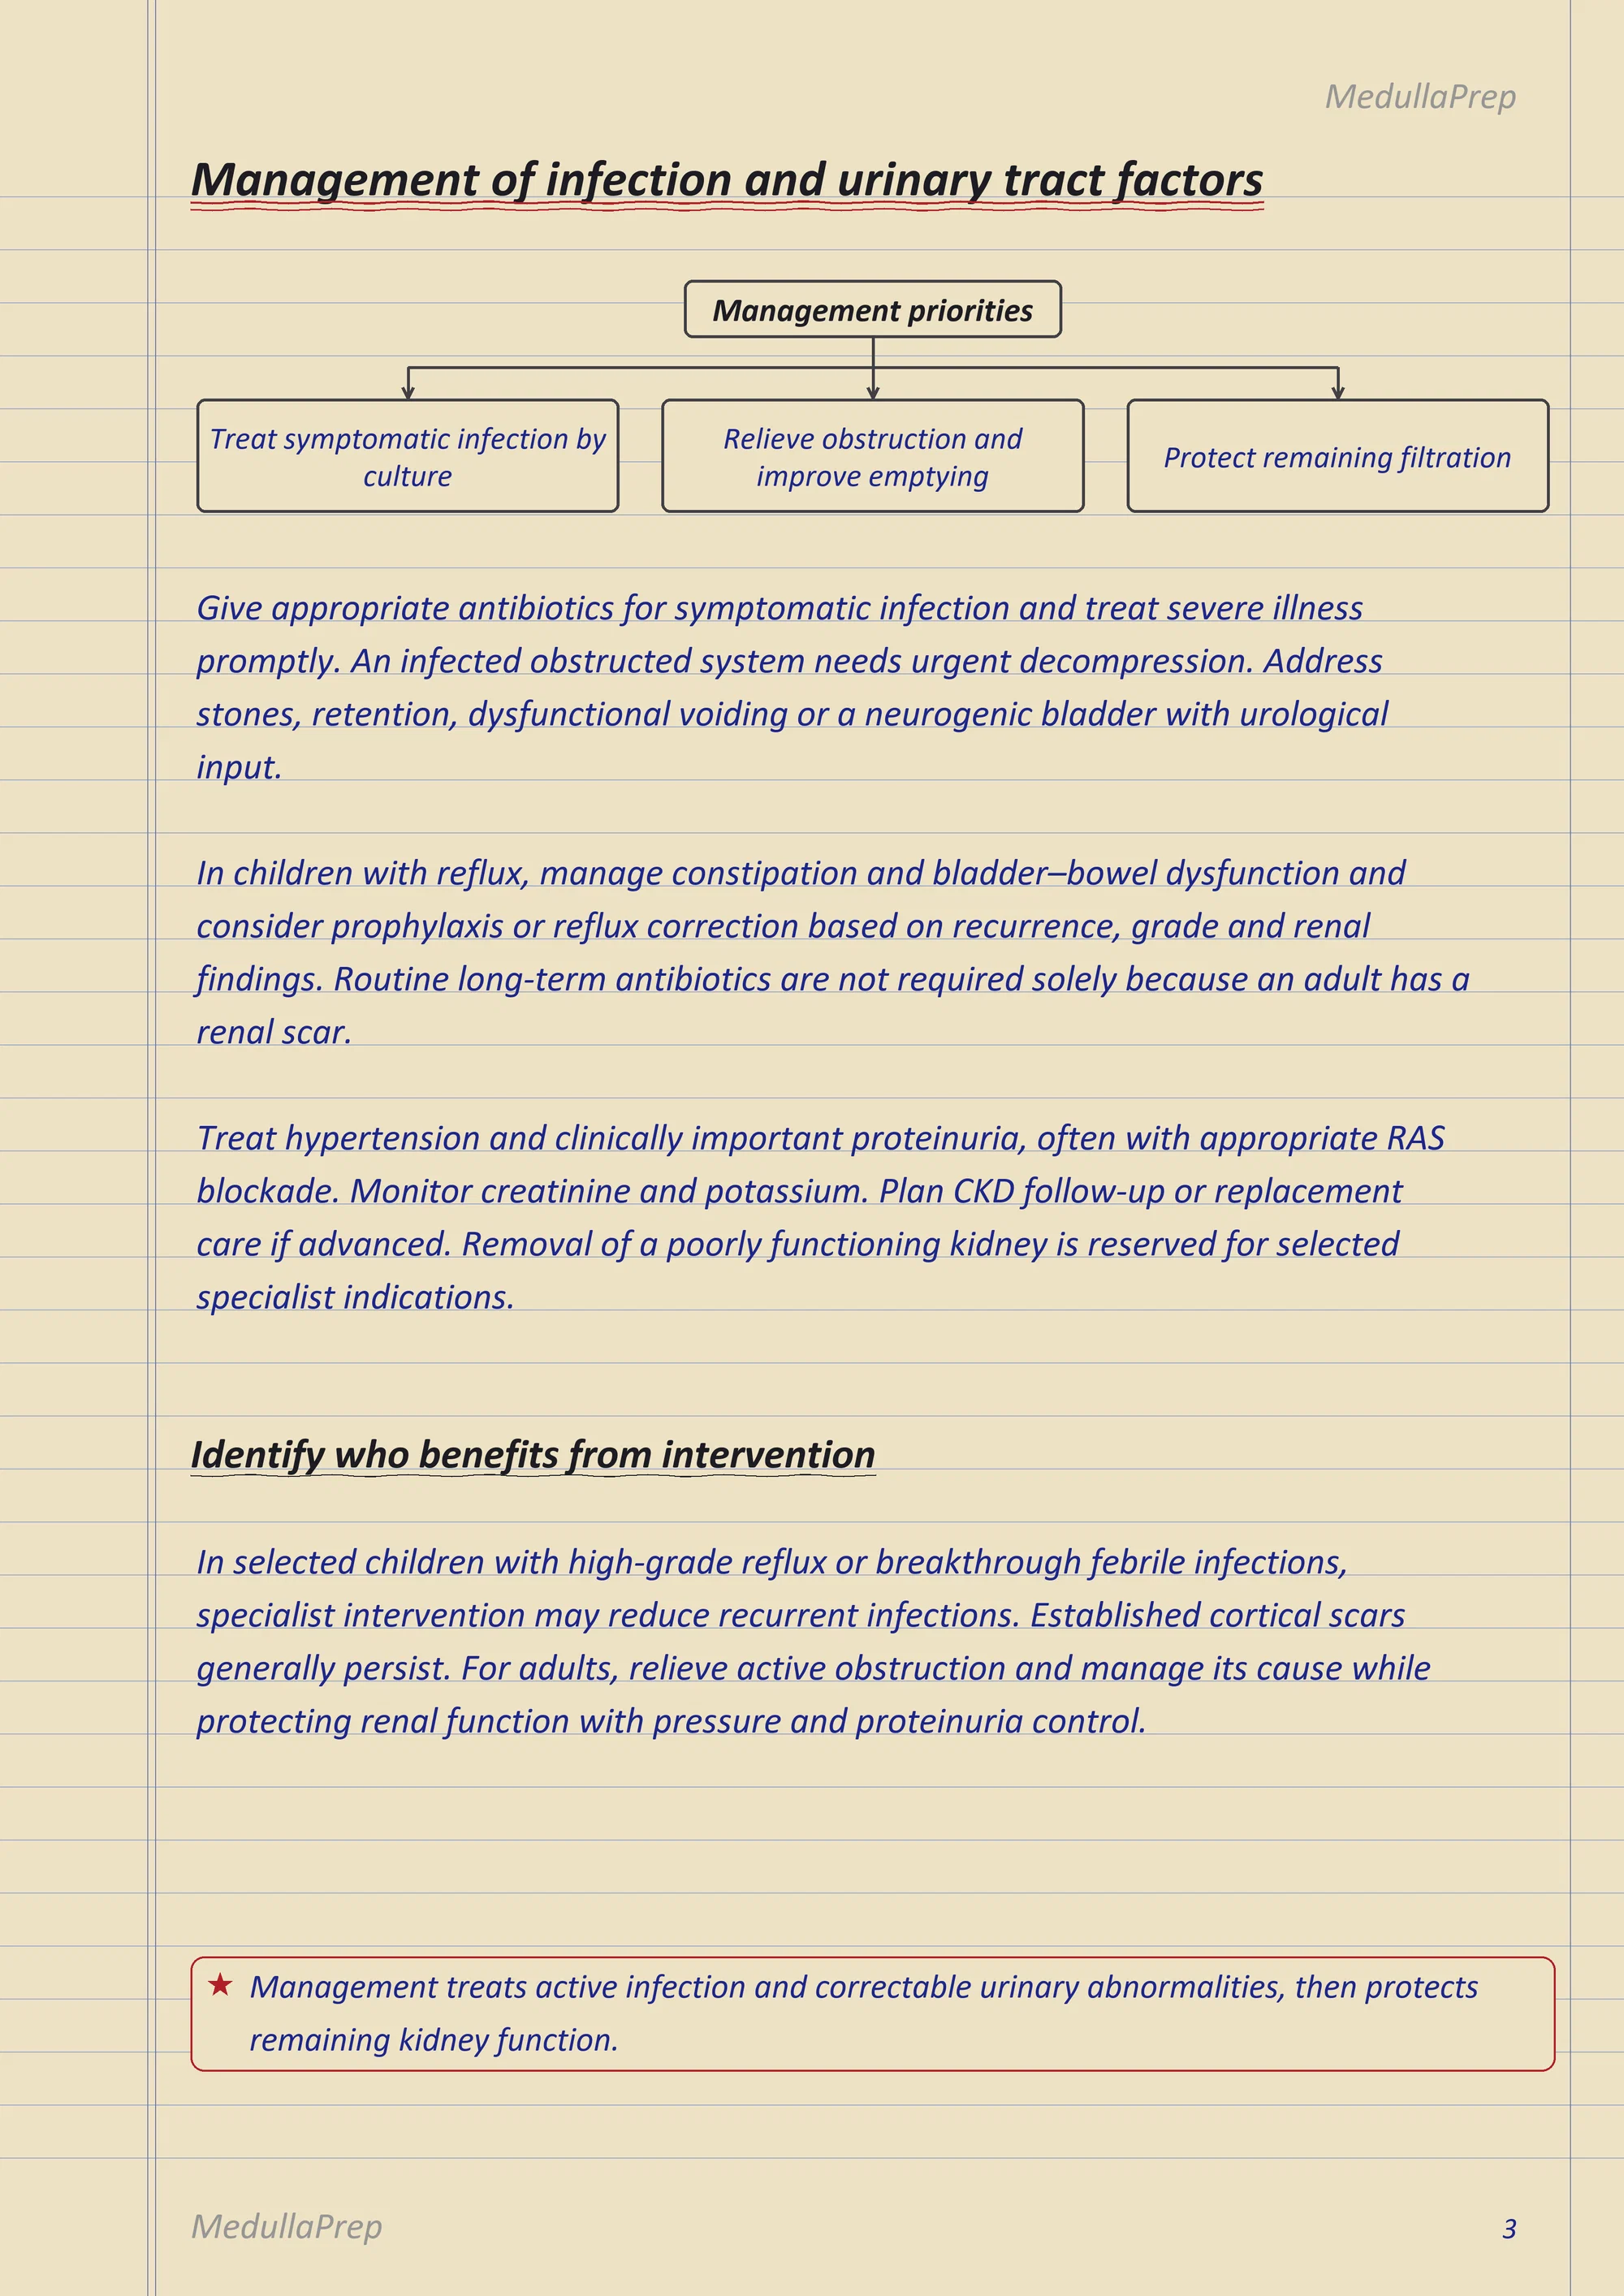 MedullaPrep
Management of infection and urinary tract factors
Management priorities
Treat symptomatic infection by
culture
Relieve obstruction and
improve emptying
Protect remaining filtration
Give appropriate antibiotics for symptomatic infection and treat severe illness
promptly. An infected obstructed system needs urgent decompression. Address
stones, retention, dysfunctional voiding or a neurogenic bladder with urological
input.
In children with reflux, manage constipation and bladder–bowel dysfunction and
consider prophylaxis or reflux correction based on recurrence, grade and renal
findings. Routine long-term antibiotics are not required solely because an adult has a
renal scar.
Treat hypertension and clinically important proteinuria, often with appropriate RAS
blockade. Monitor creatinine and potassium. Plan CKD follow-up or replacement
care if advanced. Removal of a poorly functioning kidney is reserved for selected
specialist indications.
Identify who benefits from intervention
In selected children with high-grade reflux or breakthrough febrile infections,
specialist intervention may reduce recurrent infections. Established cortical scars
generally persist. For adults, relieve active obstruction and manage its cause while
protecting renal function with pressure and proteinuria control.
★ Management treats active infection and correctable urinary abnormalities, then protects
remaining kidney function.
MedullaPrep
3